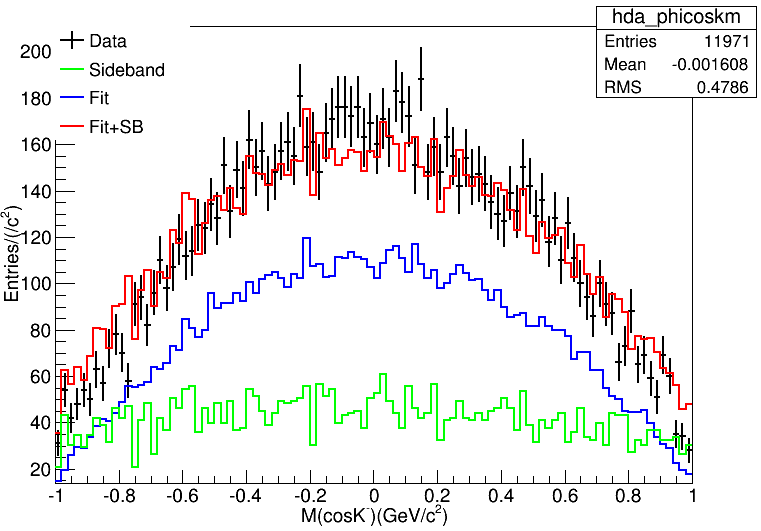 hda_phicoskm
Entries 11971
Mean -0.001608
RMS 0.4786
Data
Sideband
Fit
Fit+SB
Entries/(/c²)
200
180
160
140
120
100
80
60
40
20
-1 -0.8 -0.6 -0.4 -0.2 0 0.2 0.4 0.6 0.8 1
M(cosK⁻)(GeV/c²)